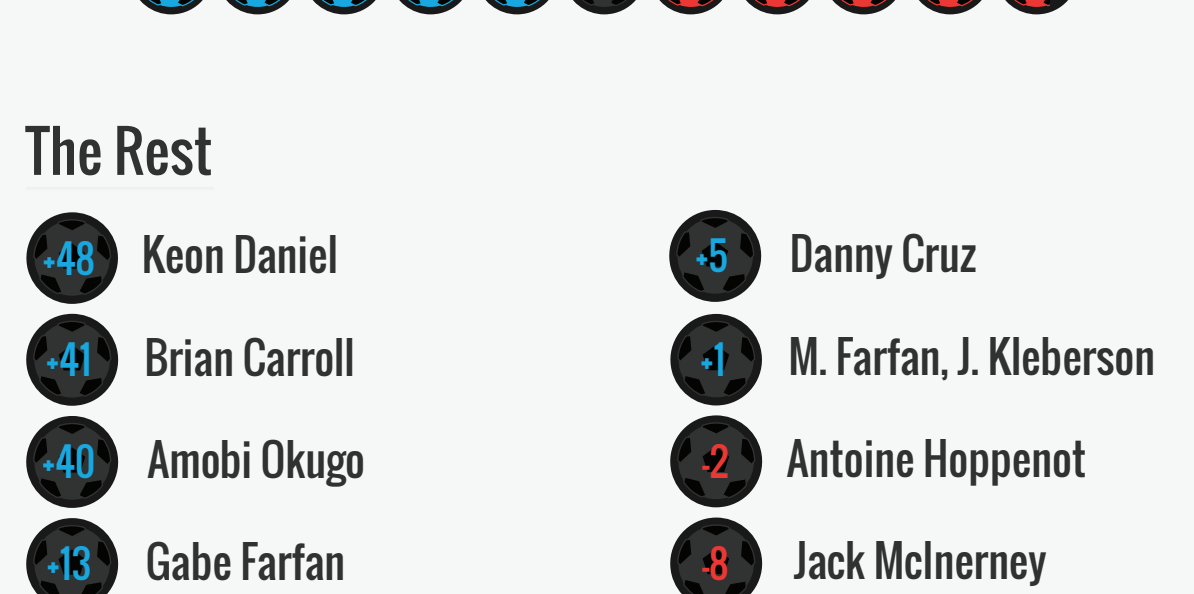 The Rest
+48 Keon Daniel
+5 Danny Cruz
+41 Brian Carroll
+1 M. Farfan, J. Kleberson
+40 Amobi Okugo
-2 Antoine Hoppenot
+13 Gabe Farfan
-8 Jack McInerney